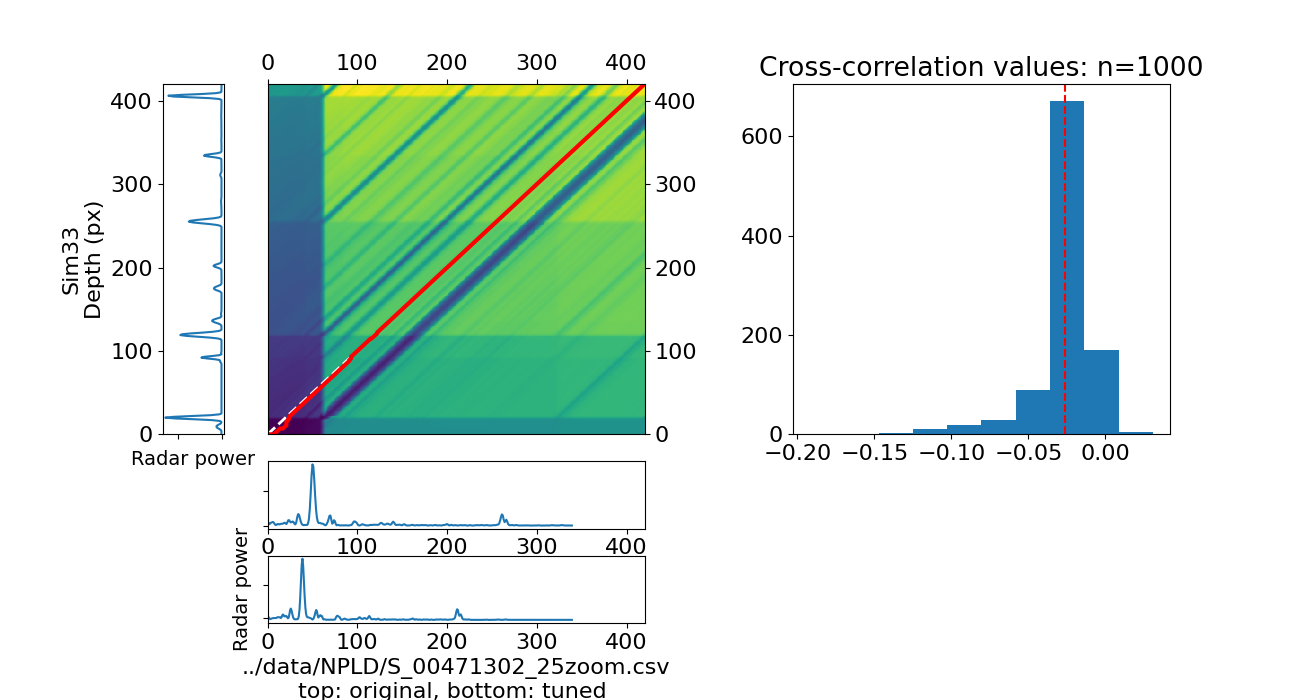 0 100 200 300 400
Cross-correlation values: n=1000
Sim33
Depth (px)
400
300
200
100
0
400
300
200
100
0
600
400
200
0
−0.20 −0.15 −0.10 −0.05 0.00
Radar power
0 100 200 300 400
Radar power
0 100 200 300 400
../data/NPLD/S_00471302_25zoom.csv
top: original, bottom: tuned